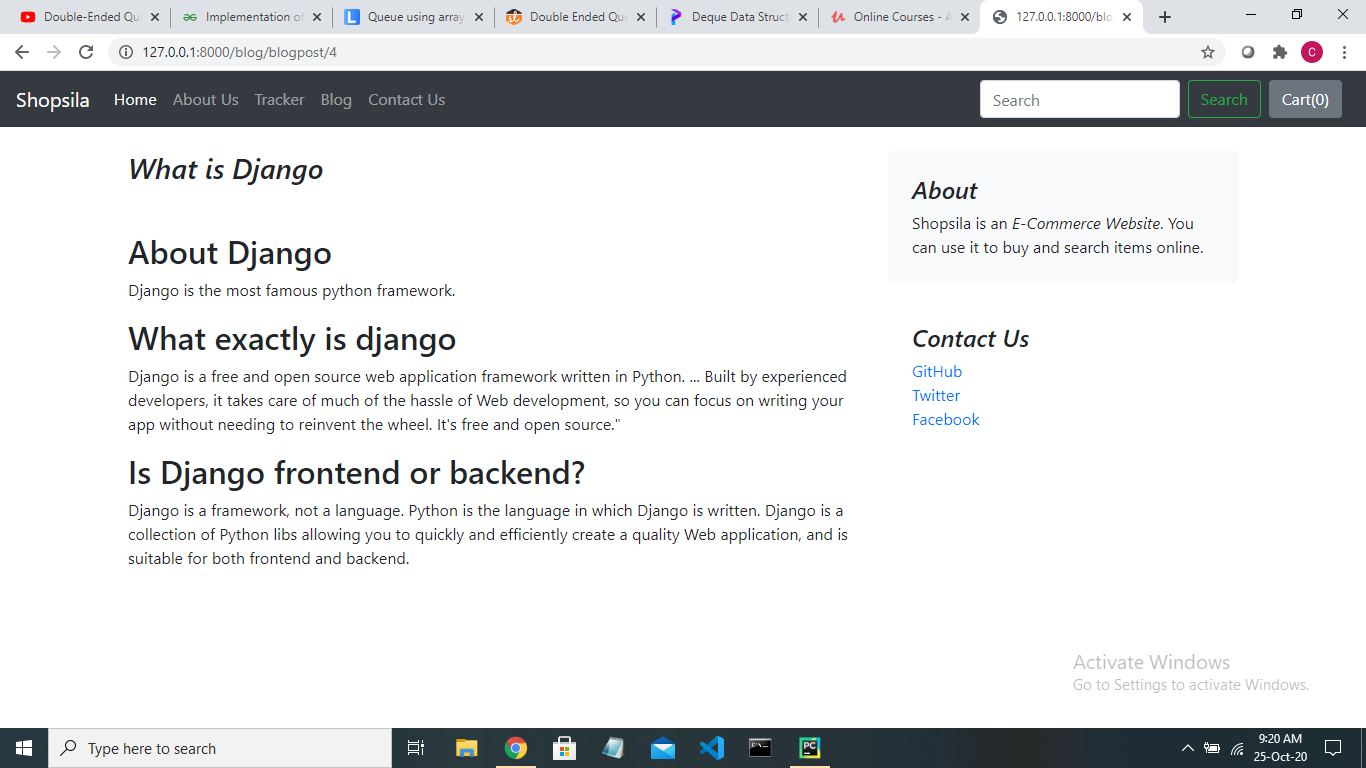 Double-Ended Que
Implementation of
Queue using array
Double Ended Que
Deque Data Struct
Online Courses - A
127.0.0.1:8000/blo
127.0.0.1:8000/blog/blogpost/4
C
Shopsila
Home
About Us
Tracker
Blog
Contact Us
Search
Search
Cart(0)
What is Django
About Django
Django is the most famous python framework.
What exactly is django
Django is a free and open source web application framework written in Python. ... Built by experienced
developers, it takes care of much of the hassle of Web development, so you can focus on writing your
app without needing to reinvent the wheel. It's free and open source."
Is Django frontend or backend?
Django is a framework, not a language. Python is the language in which Django is written. Django is a
collection of Python libs allowing you to quickly and efficiently create a quality Web application, and is
suitable for both frontend and backend.
About
Shopsila is an E-Commerce Website. You
can use it to buy and search items online.
Contact Us
GitHub
Twitter
Facebook
Activate Windows
Go to Settings to activate Windows.
Type here to search
PC
9:20 AM
25-Oct-20